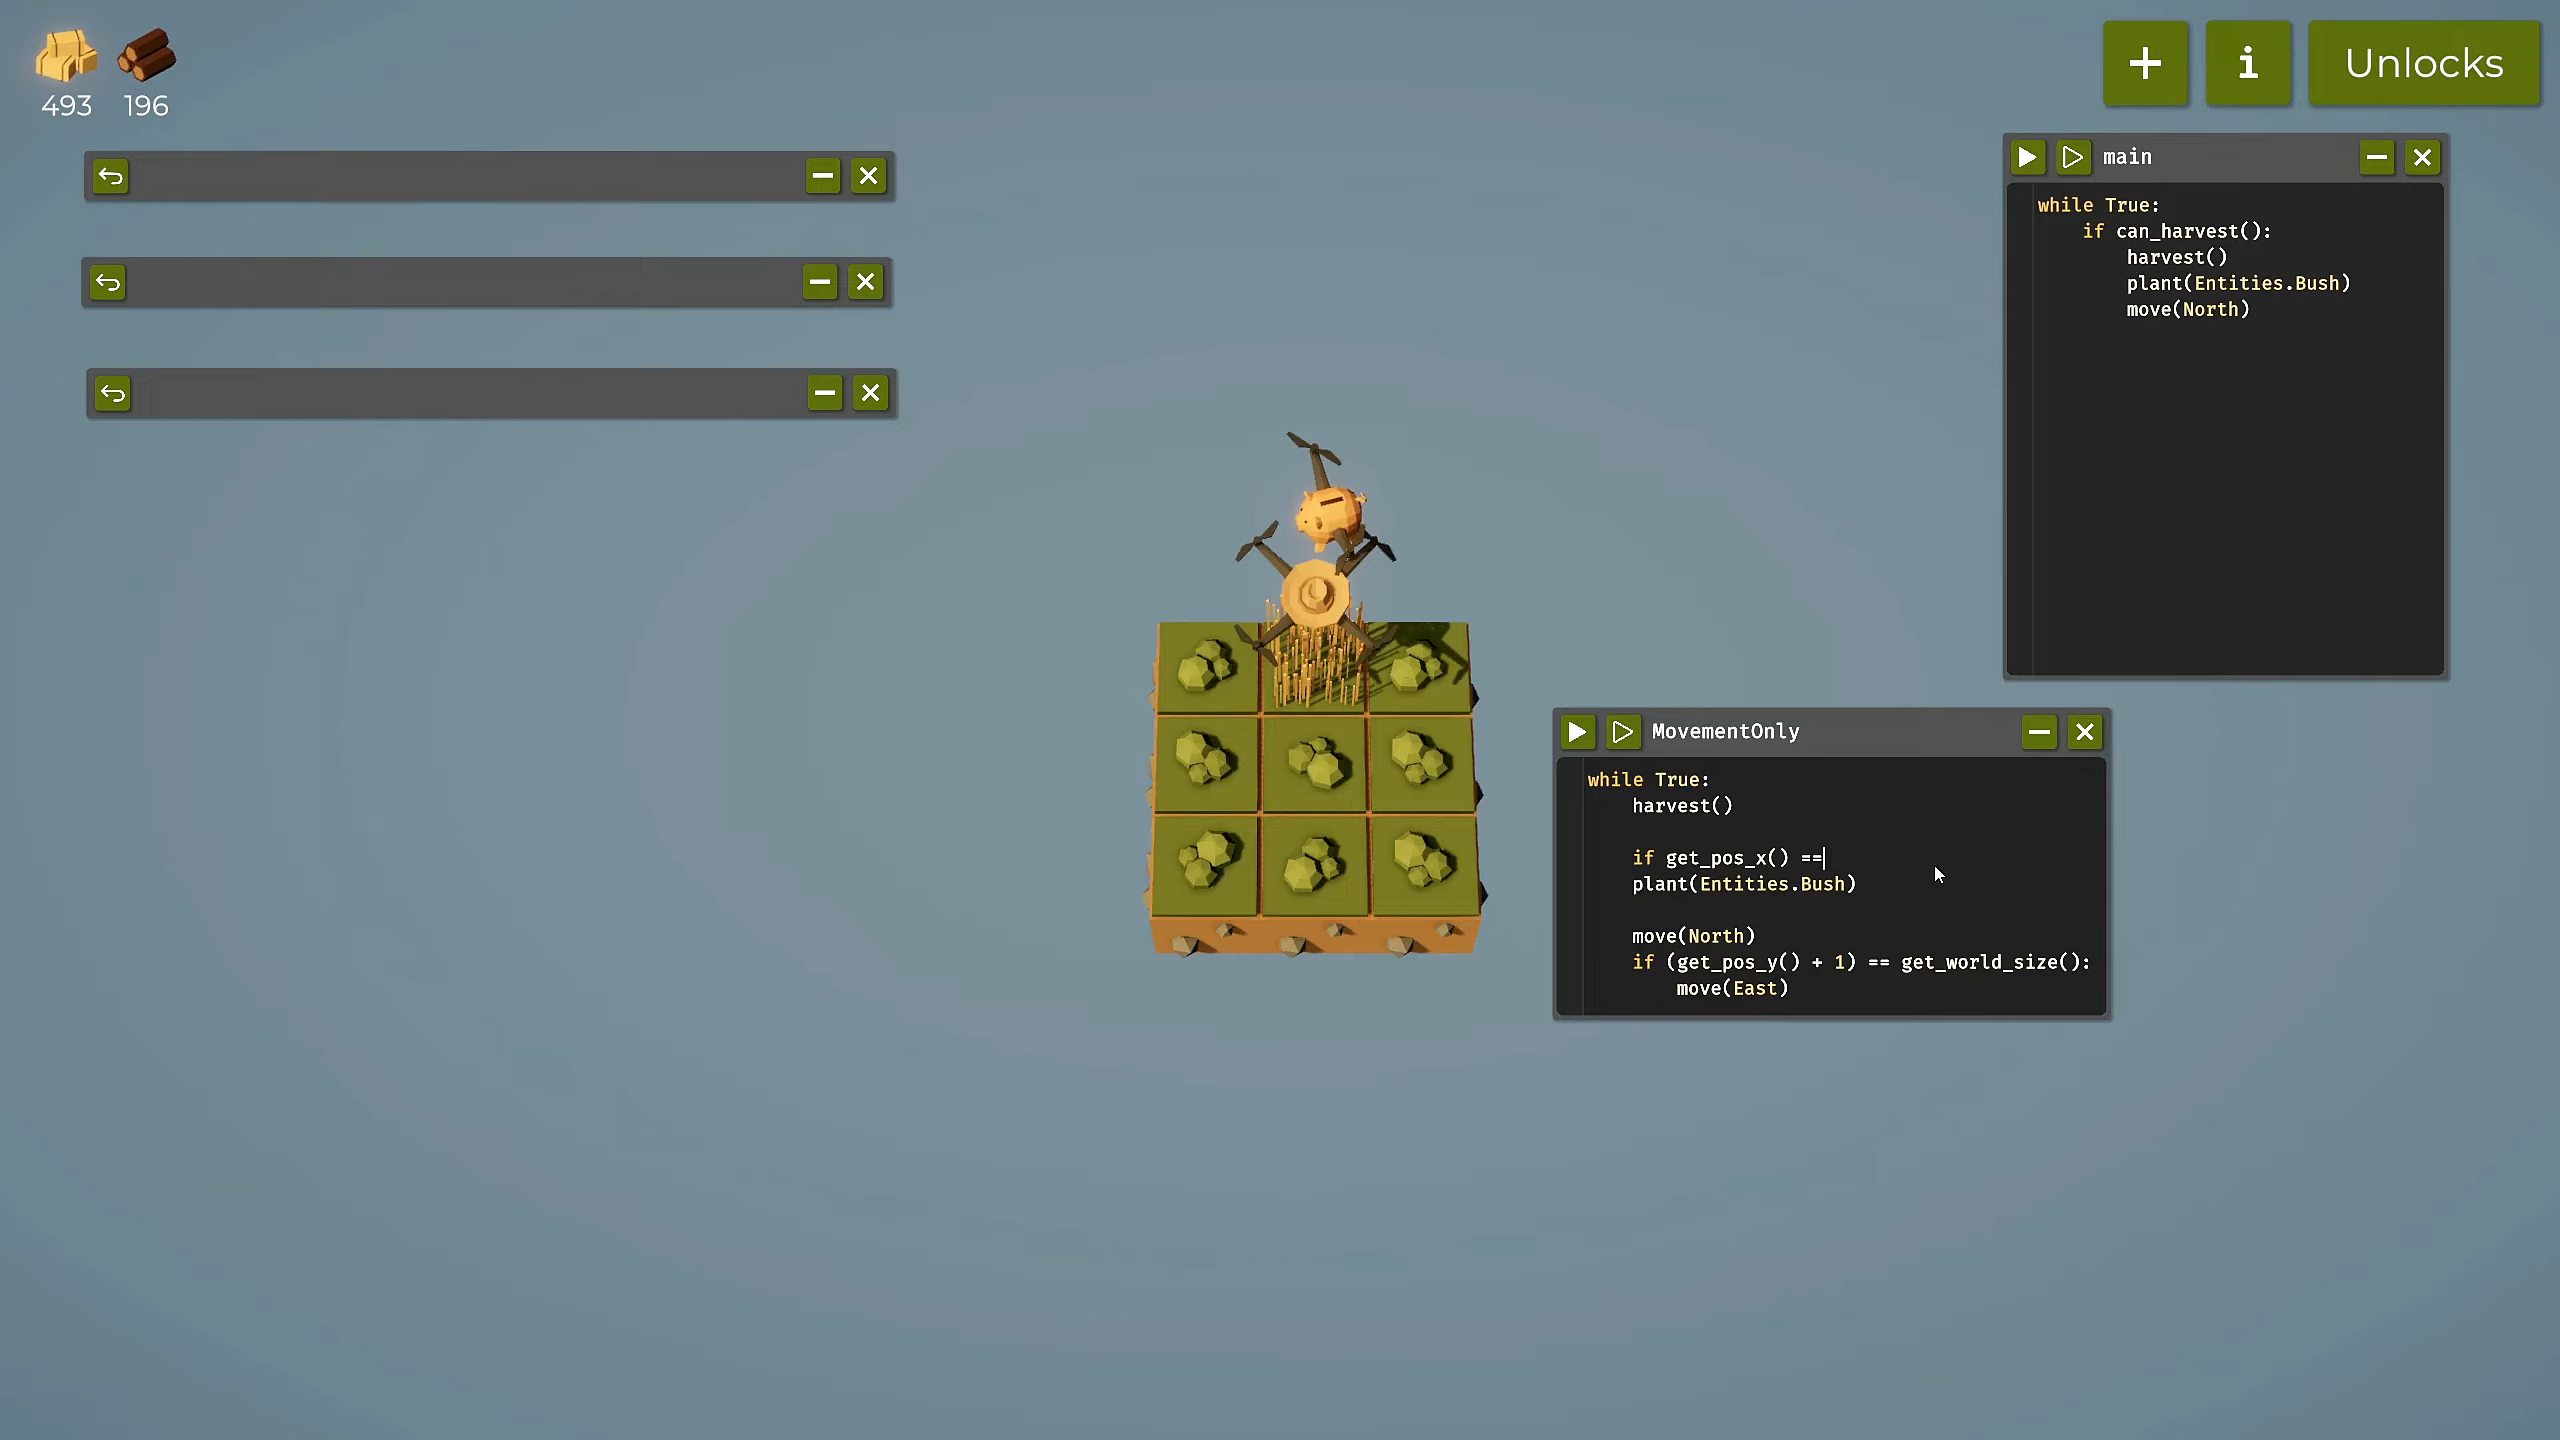 493 196
+ i Unlocks
main
while True:
    if can_harvest():
        harvest()
        plant(Entities.Bush)
        move(North)
MovementOnly
while True:
    harvest()
    if get_pos_x() ==
    plant(Entities.Bush)
    move(North)
    if (get_pos_y() + 1) == get_world_size():
        move(East)